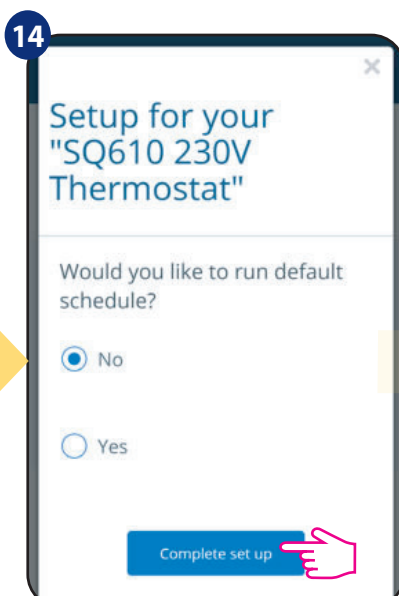 14
×
Setup for your
"SQ610 230V
Thermostat"
Would you like to run default
schedule?
No
Yes
Complete set up